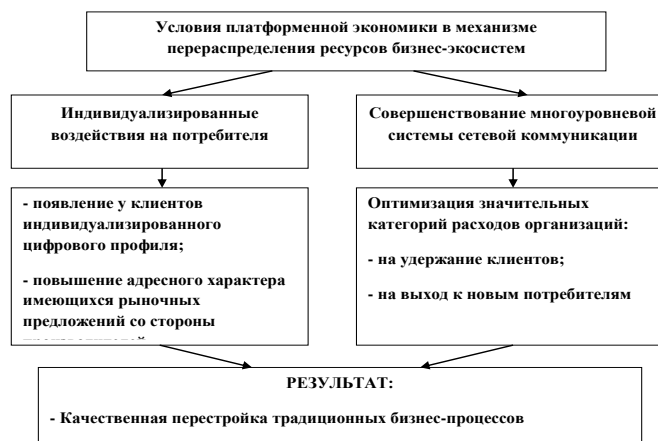 Условия платформенной экономики в механизме
перераспределения ресурсов бизнес-экосистем
Индивидуализированные
воздействия на потребителя
Совершенствование многоуровневой
системы сетевой коммуникации
- появление у клиентов
индивидуализированного
цифрового профиля;
- повышение адресного характера
имеющихся рыночных
предложений со стороны
Оптимизация значительных
категорий расходов организаций:
- на удержание клиентов;
- на выход к новым потребителям
РЕЗУЛЬТАТ:
- Качественная перестройка традиционных бизнес-процессов